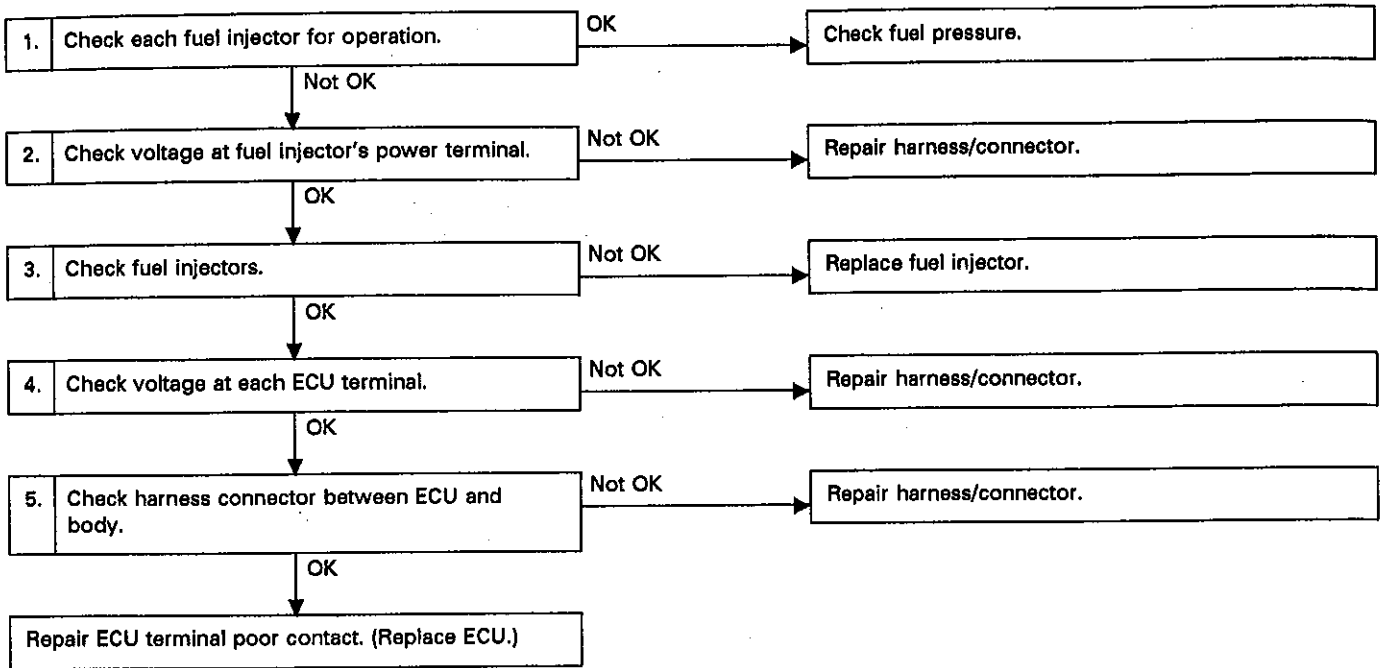 1. Check each fuel injector for operation.
OK
Check fuel pressure.
Not OK
2. Check voltage at fuel injector's power terminal.
Not OK
Repair harness/connector.
OK
3. Check fuel injectors.
Not OK
Replace fuel injector.
OK
4. Check voltage at each ECU terminal.
Not OK
Repair harness/connector.
OK
5. Check harness connector between ECU and
body.
Not OK
Repair harness/connector.
OK
Repair ECU terminal poor contact. (Replace ECU.)